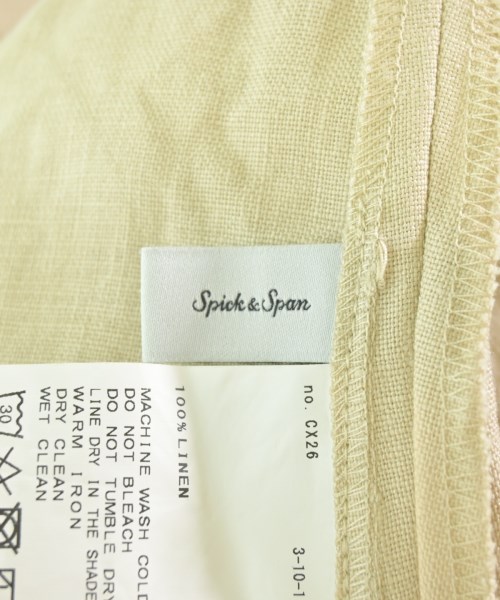 Spick & Span
no. CX26
3-10-1
100% LINEN
MACHINE WASH COLD
DO NOT BLEACH
DO NOT TUMBLE DRY
LINE DRY IN THE SHADE
WARM IRON
DRY CLEAN
WET CLEAN
30